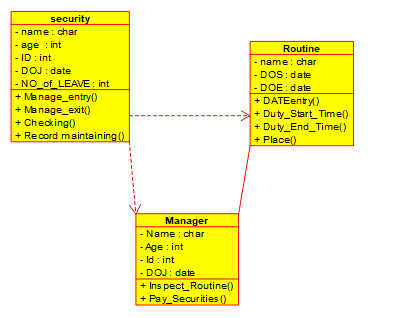 security
- name : char
- age : int
- ID : int
- DOJ : date
- NO_of_LEAVE : int
+ Manage_entry()
+ Manage_exit()
+ Checking()
+ Record maintaining()
Routine
- name : char
- DOS : date
- DOE : date
+ DATEentry()
+ Duty_Start_Time()
+ Duty_End_Time()
+ Place()
Manager
- Name : char
- Age : int
- Id : int
- DOJ : date
+ Inspect_Routine()
+ Pay_Securities()